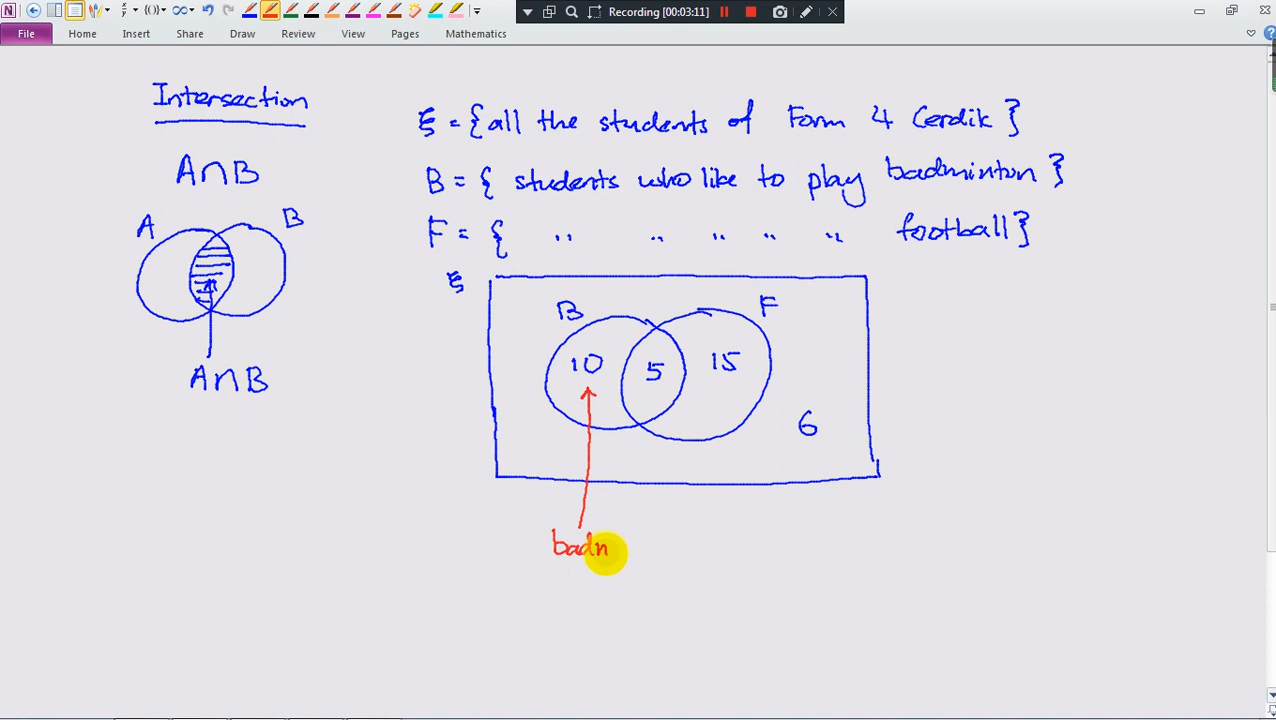 Recording [00:03:11]
File Home Insert Share Draw Review Pages Mathematics
Intersection
A∩B
A B
A∩B
ξ = {all the students of Form 4 Cerdik}
B = { students who like to play badminton }
F = { " " " " " football}
ξ
B F
10 5 15
6
badn